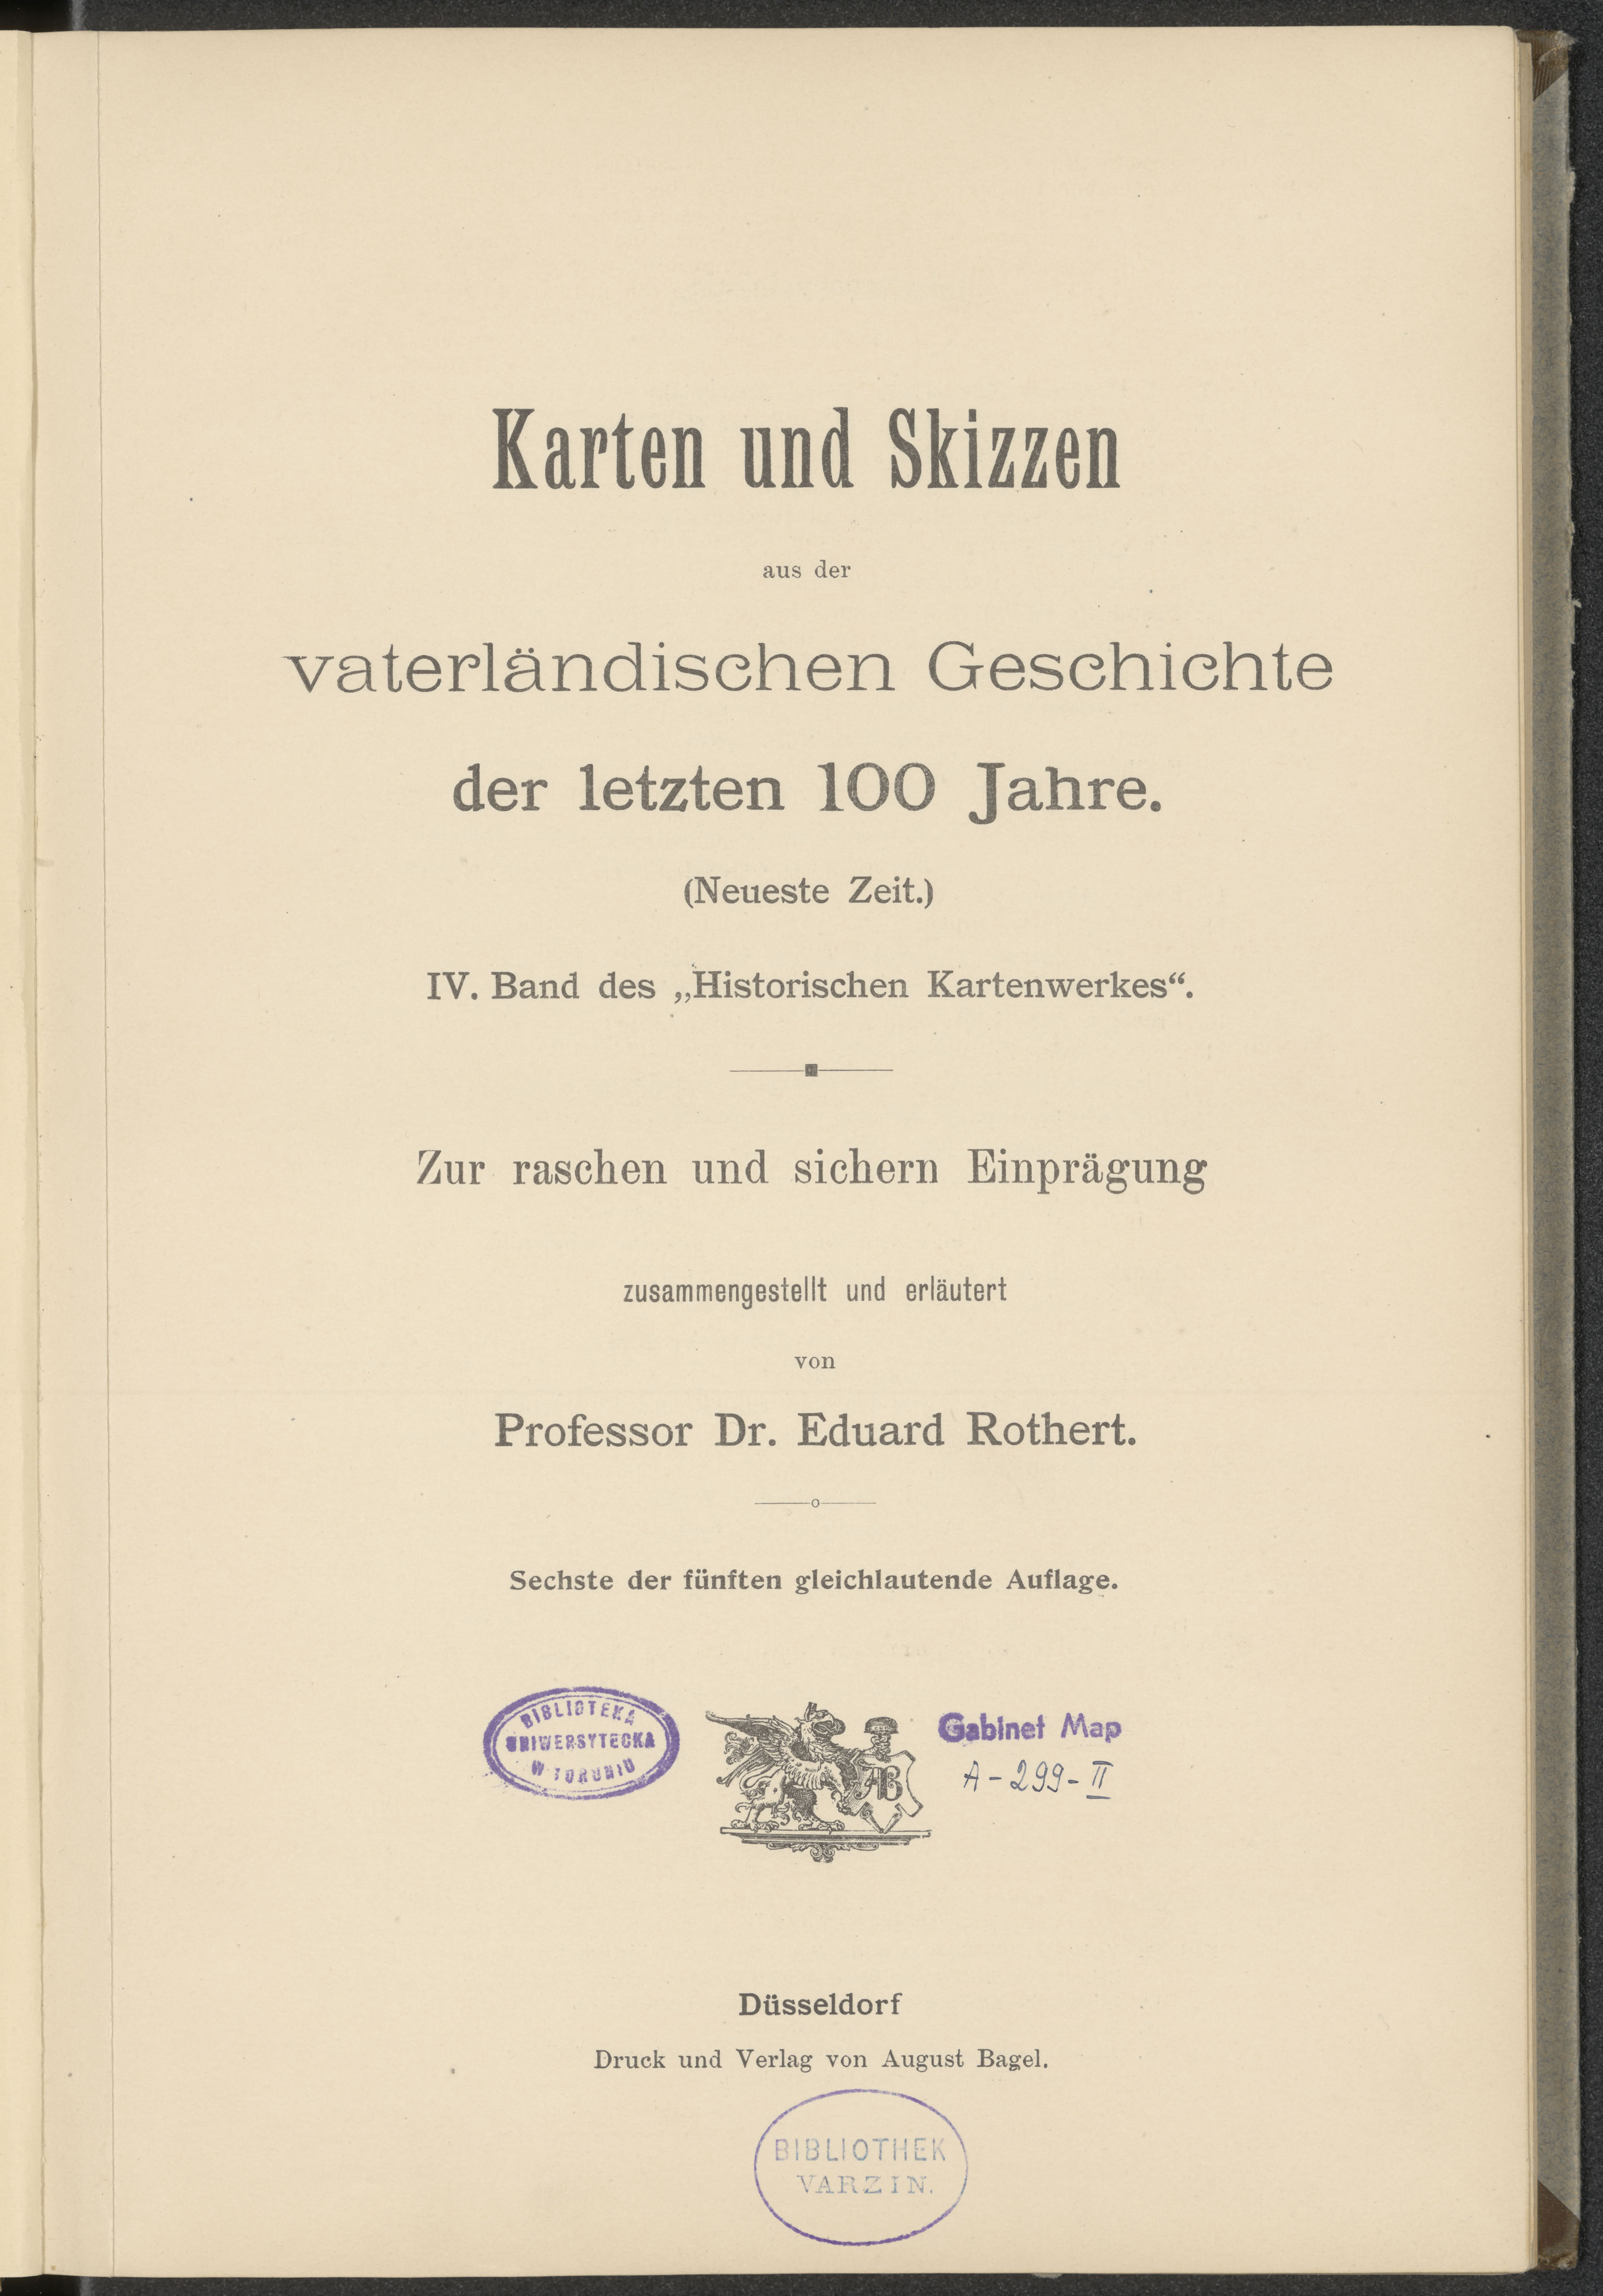 Karten und Skizzen
aus der
vaterländischen Geschichte
der letzten 100 Jahre.
(Neueste Zeit.)
IV. Band des „Historischen Kartenwerkes“.
Zur raschen und sichern Einprägung
zusammengestellt und erläutert
von
Professor Dr. Eduard Rothert.
Sechste der fünften gleichlautende Auflage.
BIBLIOTEKA
UNIWERSYTECKA
W TORUNIU
AB
Gabinet Map
A-299-II
Düsseldorf
Druck und Verlag von August Bagel.
BIBLIOTHEK
VARZIN.